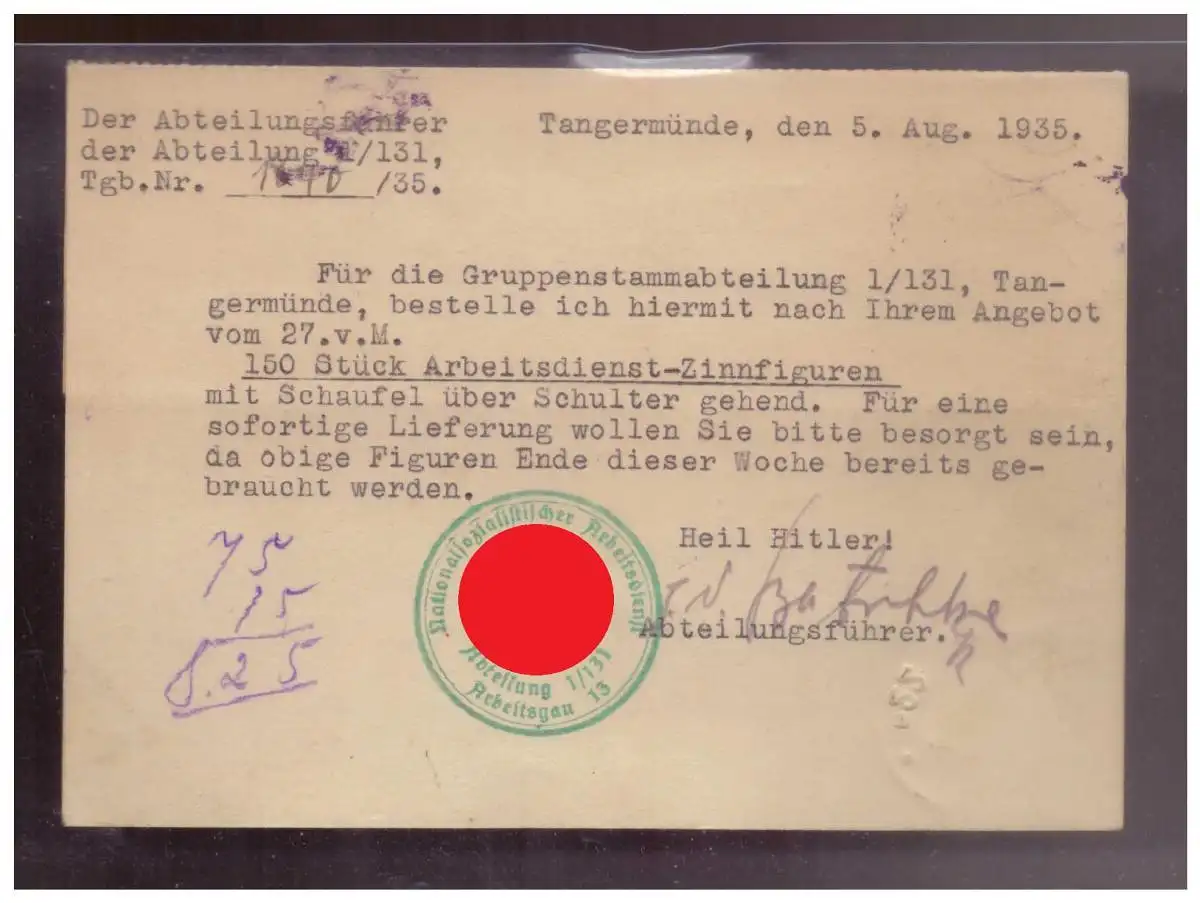 Der Abteilungsführer
der Abteilung 1/131,
Tgb.Nr. /35.
Tangermünde, den 5. Aug. 1935.
Für die Gruppenstammabteilung 1/131, Tan-
germünde, bestelle ich hiermit nach Ihrem Angebot
vom 27.v.M.
150 Stück Arbeitsdienst-Zinnfiguren
mit Schaufel über Schulter gehend. Für eine
sofortige Lieferung wollen Sie bitte besorgt sein,
da obige Figuren Ende dieser Woche bereits ge-
braucht werden.
Heil Hitler!
Abteilungsführer.
Nationalsozialistischer Arbeitsdienst
Abteilung 1/131
Arbeitsgau 13
75
15